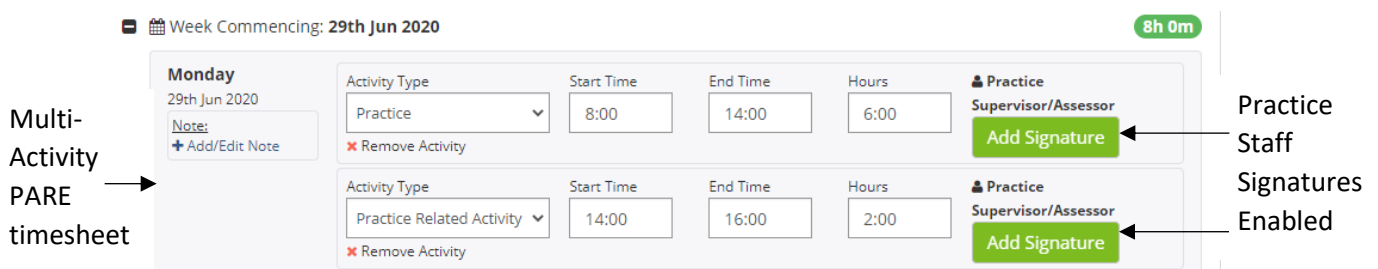 Week Commencing: 29th Jun 2020
8h 0m
Multi-
Activity
PARE
timesheet
Monday
29th Jun 2020
Note:
Add/Edit Note
Activity Type
Start Time
End Time
Hours
Practice
Supervisor/Assessor
Practice
8:00
14:00
6:00
Add Signature
Remove Activity
Activity Type
Start Time
End Time
Hours
Practice
Supervisor/Assessor
Practice Related Activity
14:00
16:00
2:00
Add Signature
Remove Activity
Practice
Staff
Signatures
Enabled